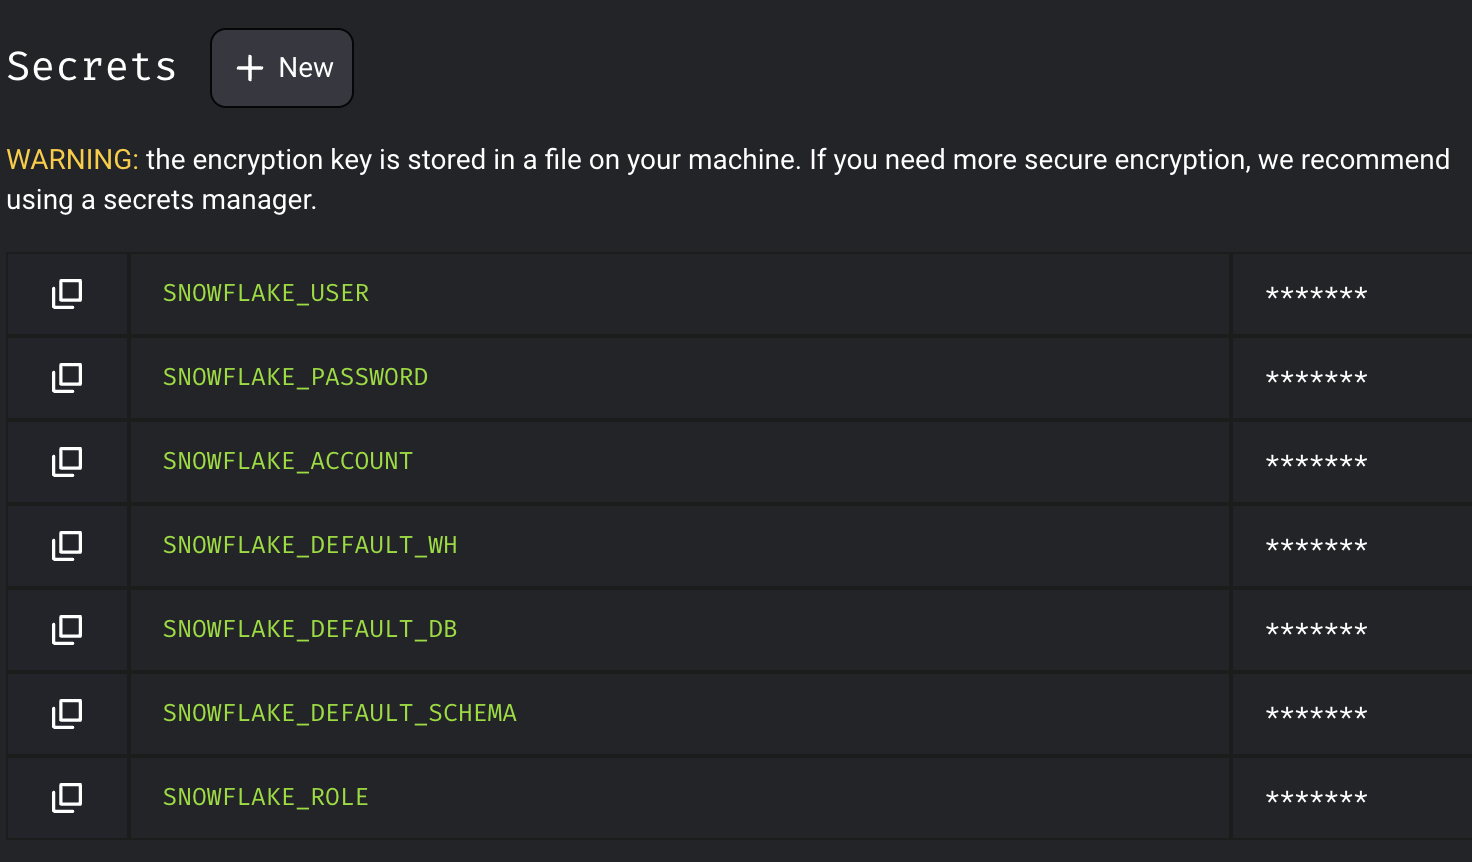 Secrets
+ New
WARNING: the encryption key is stored in a file on your machine. If you need more secure encryption, we recommend
using a secrets manager.
SNOWFLAKE_USER *******
SNOWFLAKE_PASSWORD *******
SNOWFLAKE_ACCOUNT *******
SNOWFLAKE_DEFAULT_WH *******
SNOWFLAKE_DEFAULT_DB *******
SNOWFLAKE_DEFAULT_SCHEMA *******
SNOWFLAKE_ROLE *******